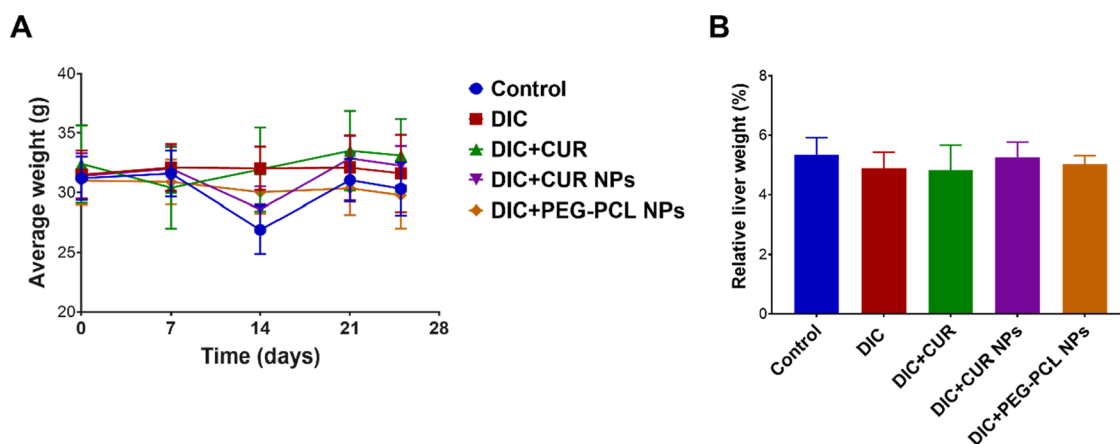 A
Average weight (g)
40
35
30
25
20
0 7 14 21 28
Time (days)
Control
DIC
DIC+CUR
DIC+CUR NPs
DIC+PEG-PCL NPs
B
Relative liver weight (%)
8
6
4
2
0
Control
DIC
DIC+CUR
DIC+CUR NPs
DIC+PEG-PCL NPs